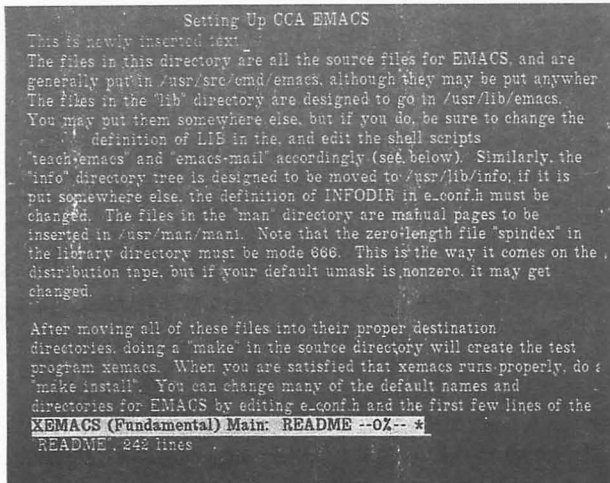 Setting Up CCA EMACS
This is newly inserted text
The files in this directory are all the source files for EMACS, and are
generally put in /usr/src/cmd/emacs, although they may be put anywher
The files in the "lib" directory are designed to go in /usr/lib/emacs.
You may put them somewhere else, but if you do, be sure to change the
definition of LIB in the, and edit the shell scripts
"teach-emacs" and "emacs-mail" accordingly (see below). Similarly, the
"info" directory tree is designed to be moved to /usr/lib/info; if it is
put somewhere else, the definition of INFODIR in e_conf.h must be
changed. The files in the "man" directory are manual pages to be
inserted in /usr/man/man1. Note that the zero-length file "spindex" in
the library directory must be mode 666. This is the way it comes on the
distribution tape, but if your default umask is nonzero, it may get
changed.
After moving all of these files into their proper destination
directories, doing a "make" in the source directory will create the test
program xemacs. When you are satisfied that xemacs runs properly, do a
"make install". You can change many of the default names and
directories for EMACS by editing e_conf.h and the first few lines of the
XEMACS (Fundamental) Main: README --0%-- *
"README", 242 lines